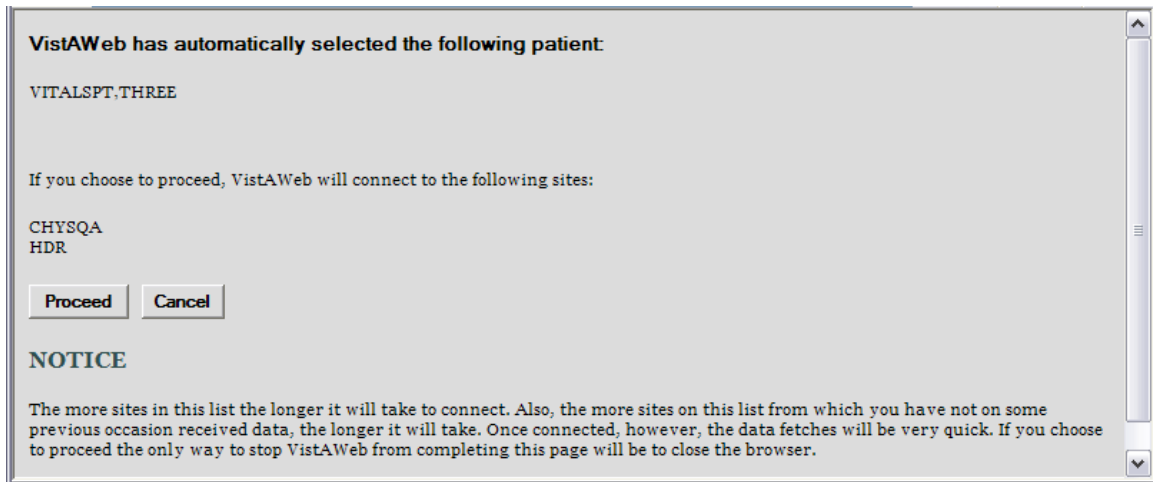 VistAWeb has automatically selected the following patient:
VITALSPT,THREE
If you choose to proceed, VistAWeb will connect to the following sites:
CHYSQA
HDR
Proceed Cancel
NOTICE
The more sites in this list the longer it will take to connect. Also, the more sites on this list from which you have not on some
previous occasion received data, the longer it will take. Once connected, however, the data fetches will be very quick. If you choose
to proceed the only way to stop VistAWeb from completing this page will be to close the browser.